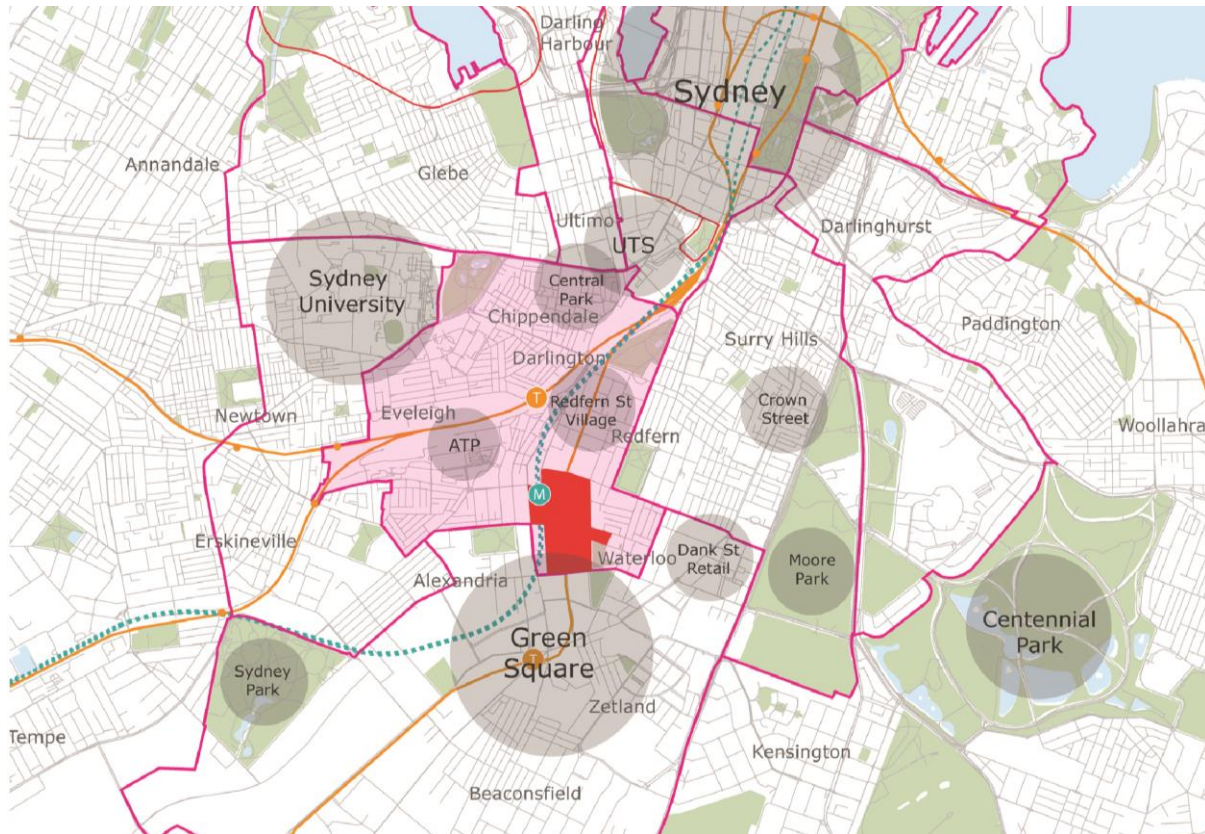 Darling
Harbour
Sydney
Annandale
Glebe
Ultimo
Darlinghurst
UTS
Sydney
University
Central
Park
Chippendale
Paddington
Surry Hills
Darlington
T
Redfern St
Village
Crown
Street
Newtown
Eveleigh
Woollahra
ATP
Redfern
M
Erskineville
Waterloo
Dank St
Retail
Moore
Park
Alexandria
Centennial
Park
Green
Square
T
Sydney
Park
Zetland
Tempe
Kensington
Beaconsfield